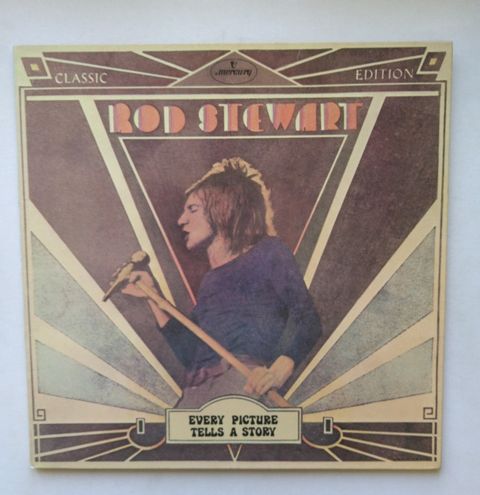 CLASSIC
mercury
EDITION
ROD STEWART
EVERY PICTURE
TELLS A STORY